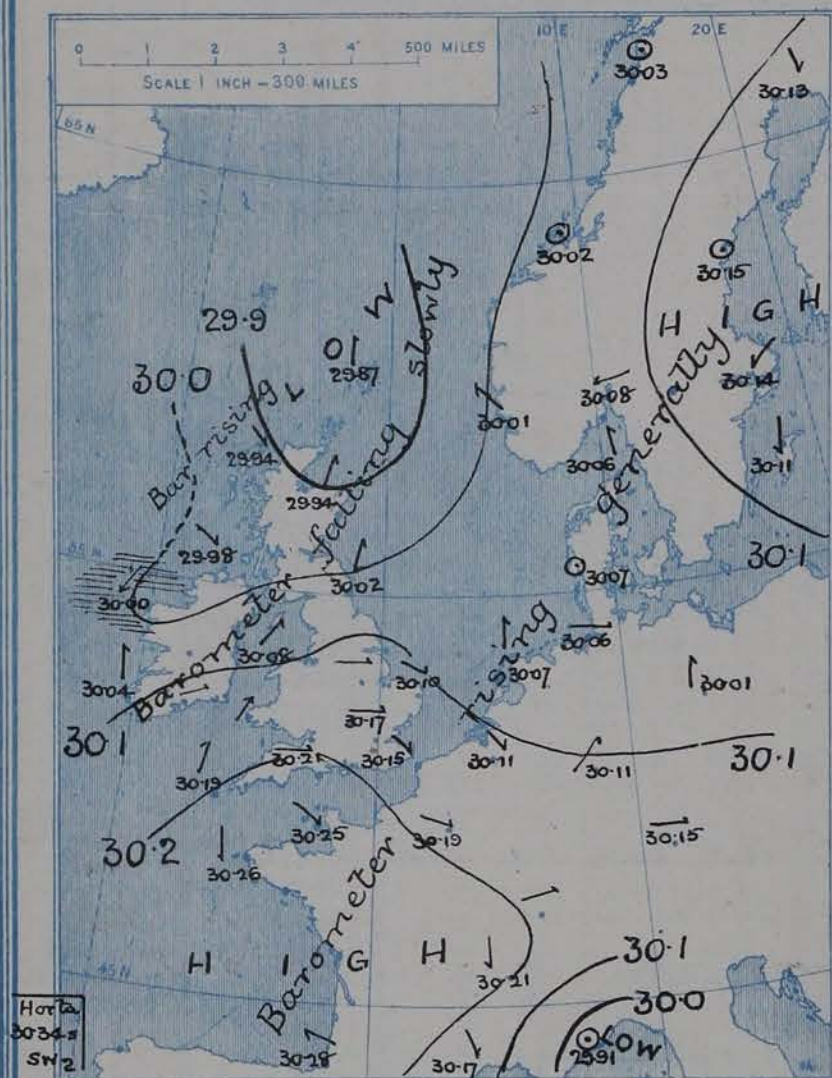 0 1 2 3 4 500 MILES
SCALE 1 INCH – 300 MILES
10 E
20 E
65 N
30·03
30·13
30·02
30·15
H I G H
29·9
LOW
29·87
30·0
30·14
30·08
30·01
Bar rising
29·94
29·94
30·06
30·11
29·98
55 N
30·1
30·00
30·02
30·07
Barometer falling slowly
30·08
30·06
30·04
30·10
30·07
30·01
30·1
30·17
30·21
30·15
30·11
30·11
30·1
30·19
30·2
30·25
30·19
30·15
30·26
Barometer rising generally
H I G H
45 N
30·21
30·1
30·0
Horta
30·34 s
SW 2
30·28
30·17
LOW
29·91